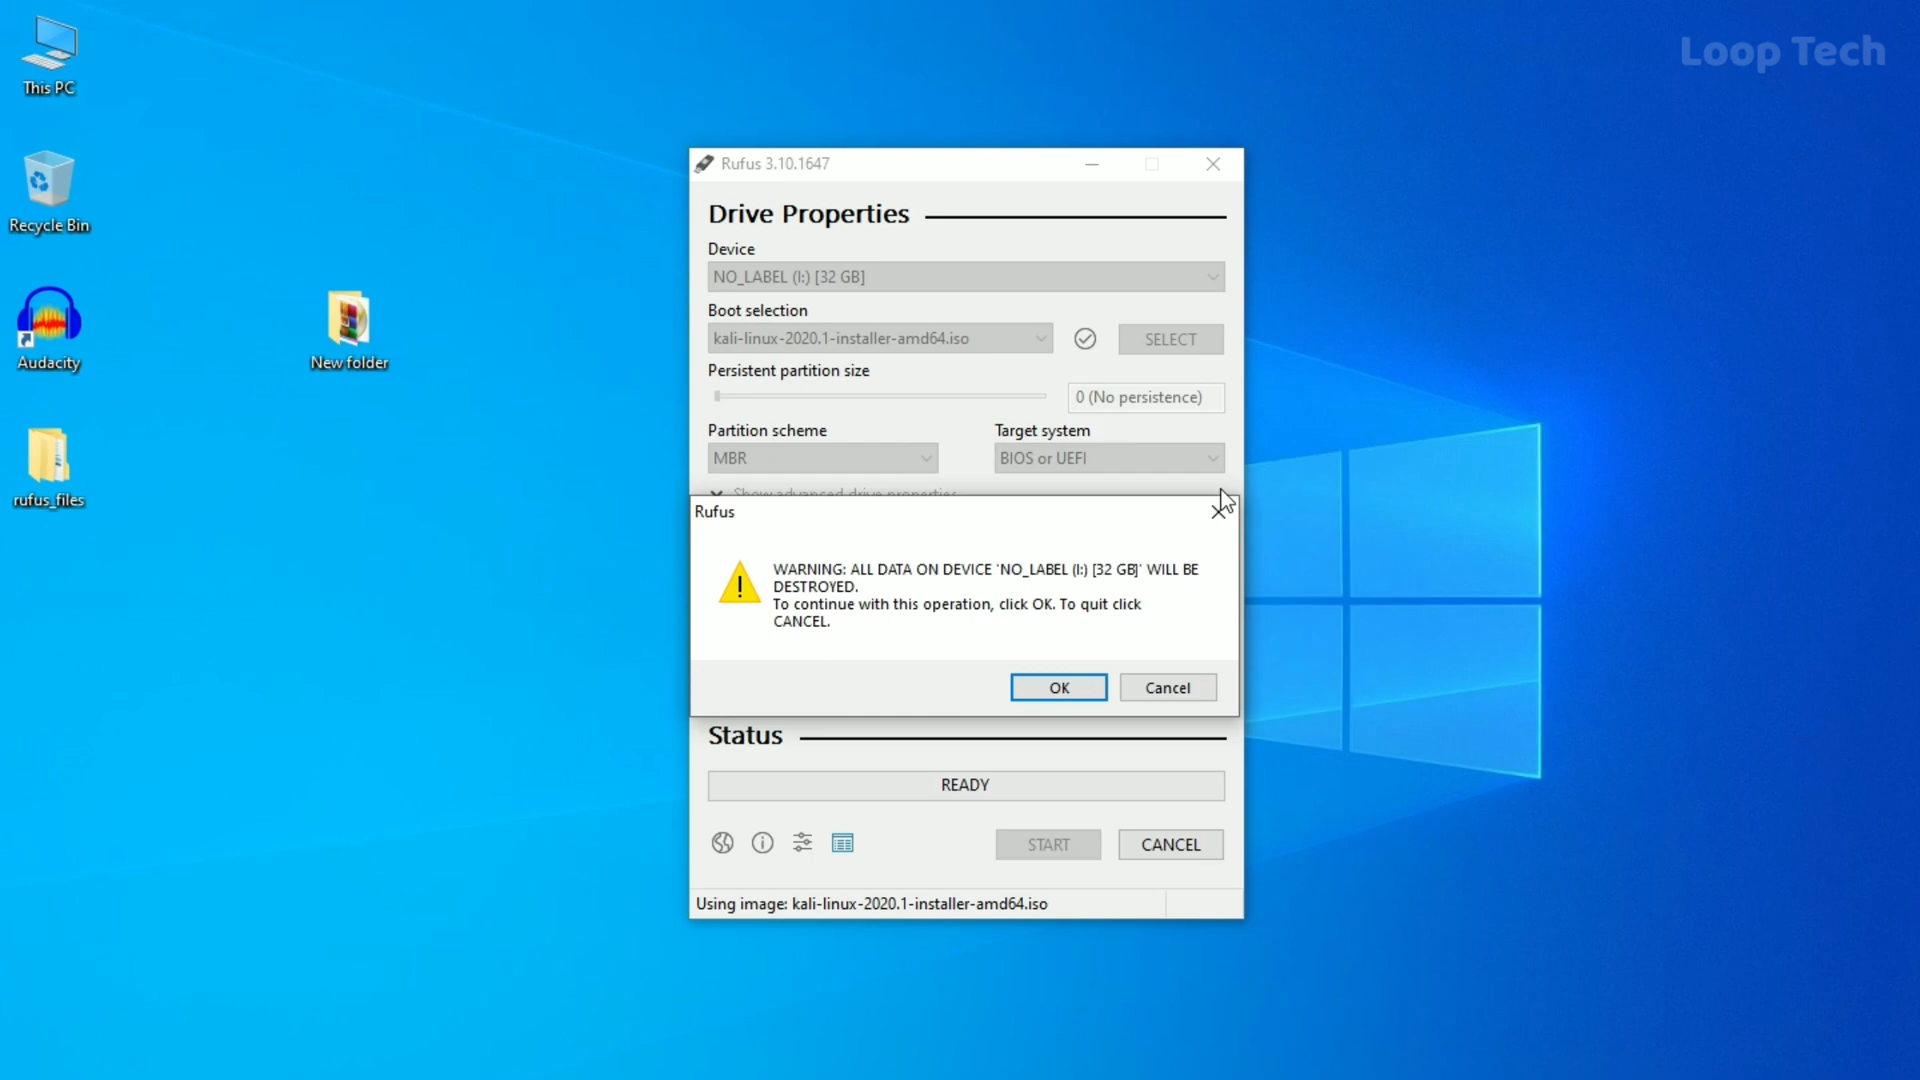 Loop Tech
This PC
Recycle Bin
Audacity
rufus_files
New folder
Rufus 3.10.1647
Drive Properties
Device
NO_LABEL (I:) [32 GB]
Boot selection
kali-linux-2020.1-installer-amd64.iso
SELECT
Persistent partition size
0 (No persistence)
Partition scheme
Target system
MBR
BIOS or UEFI
Show advanced drive properties
Rufus
WARNING: ALL DATA ON DEVICE 'NO_LABEL (I:) [32 GB]' WILL BE
DESTROYED.
To continue with this operation, click OK. To quit click
CANCEL.
OK
Cancel
Status
READY
START
CANCEL
Using image: kali-linux-2020.1-installer-amd64.iso